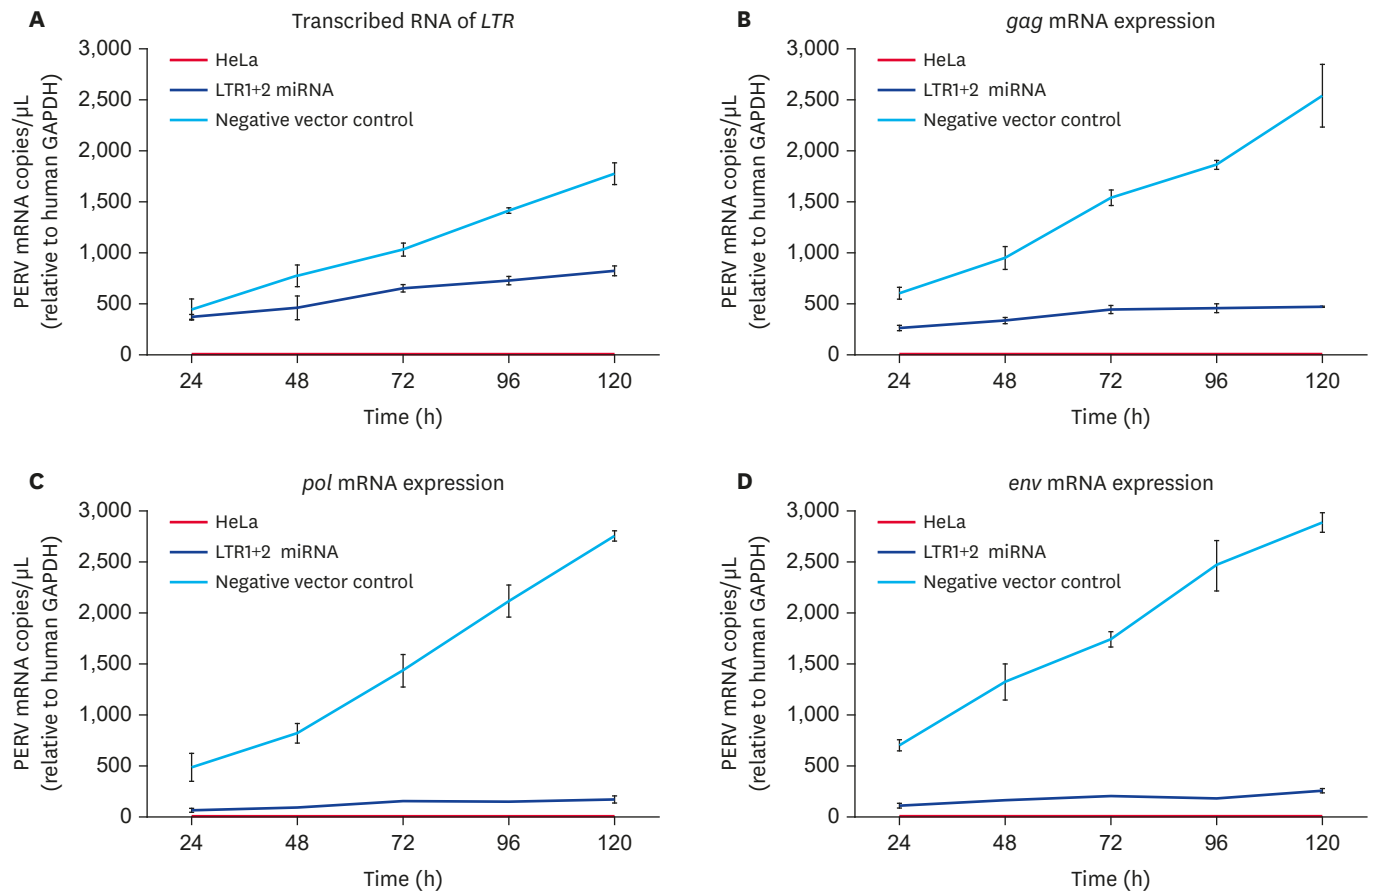 A
Transcribed RNA of LTR
PERV mRNA copies/µL
(relative to human GAPDH)
3,000
2,500
2,000
1,500
1,000
500
0
HeLa
LTR1+2 miRNA
Negative vector control
24 48 72 96 120
Time (h)
B
gag mRNA expression
PERV mRNA copies/µL
(relative to human GAPDH)
3,000
2,500
2,000
1,500
1,000
500
0
HeLa
LTR1+2 miRNA
Negative vector control
24 48 72 96 120
Time (h)
C
pol mRNA expression
PERV mRNA copies/µL
(relative to human GAPDH)
3,000
2,500
2,000
1,500
1,000
500
0
HeLa
LTR1+2 miRNA
Negative vector control
24 48 72 96 120
Time (h)
D
env mRNA expression
PERV mRNA copies/µL
(relative to human GAPDH)
3,000
2,500
2,000
1,500
1,000
500
0
HeLa
LTR1+2 miRNA
Negative vector control
24 48 72 96 120
Time (h)